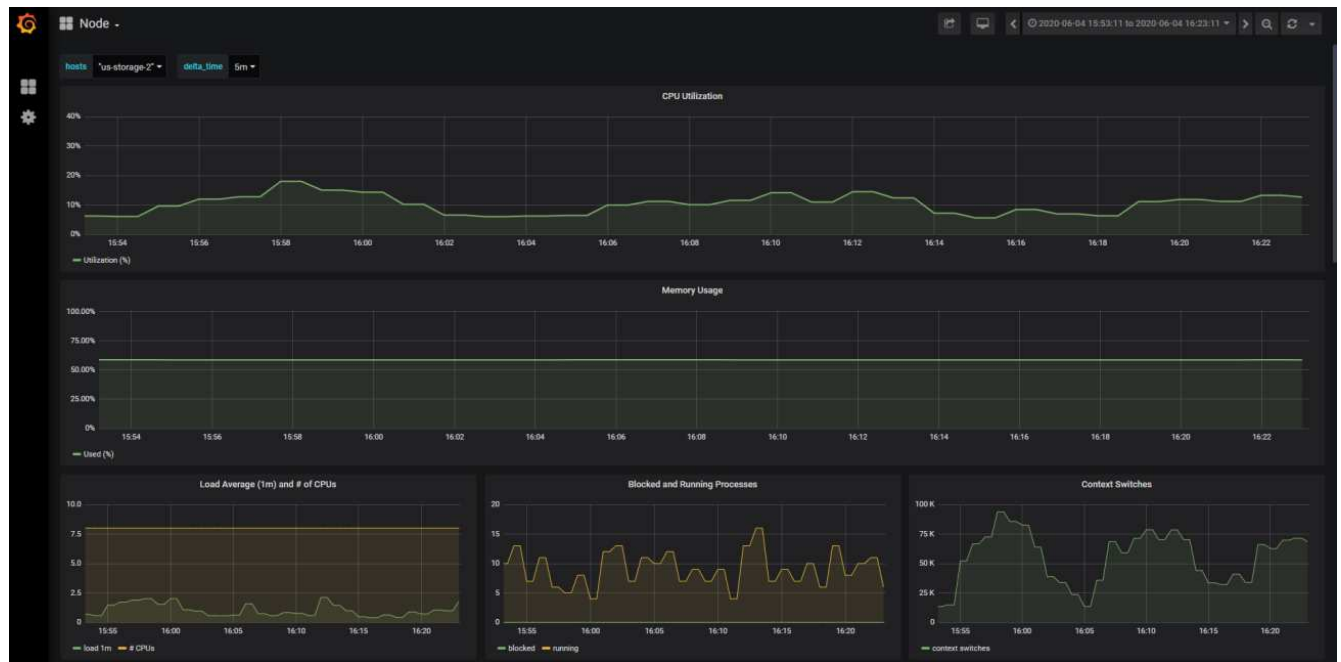 Node
2020-06-04 15:53:11 to 2020-06-04 16:23:11
hosts "us-storage-2" delta_time 5m
CPU Utilization
40%
30%
20%
10%
0%
15:54 15:56 15:58 16:00 16:02 16:04 16:06 16:08 16:10 16:12 16:14 16:16 16:18 16:20 16:22
Utilization (%)
Memory Usage
100.00%
75.00%
50.00%
25.00%
0%
15:54 15:56 15:58 16:00 16:02 16:04 16:06 16:08 16:10 16:12 16:14 16:16 16:18 16:20 16:22
Used (%)
Load Average (1m) and # of CPUs
10.0
7.5
5.0
2.5
0
15:55 16:00 16:05 16:10 16:15 16:20
load 1m # CPUs
Blocked and Running Processes
20
15
10
5
0
15:55 16:00 16:05 16:10 16:15 16:20
blocked running
Context Switches
100 K
75 K
50 K
25 K
0
15:55 16:00 16:05 16:10 16:15 16:20
context switches